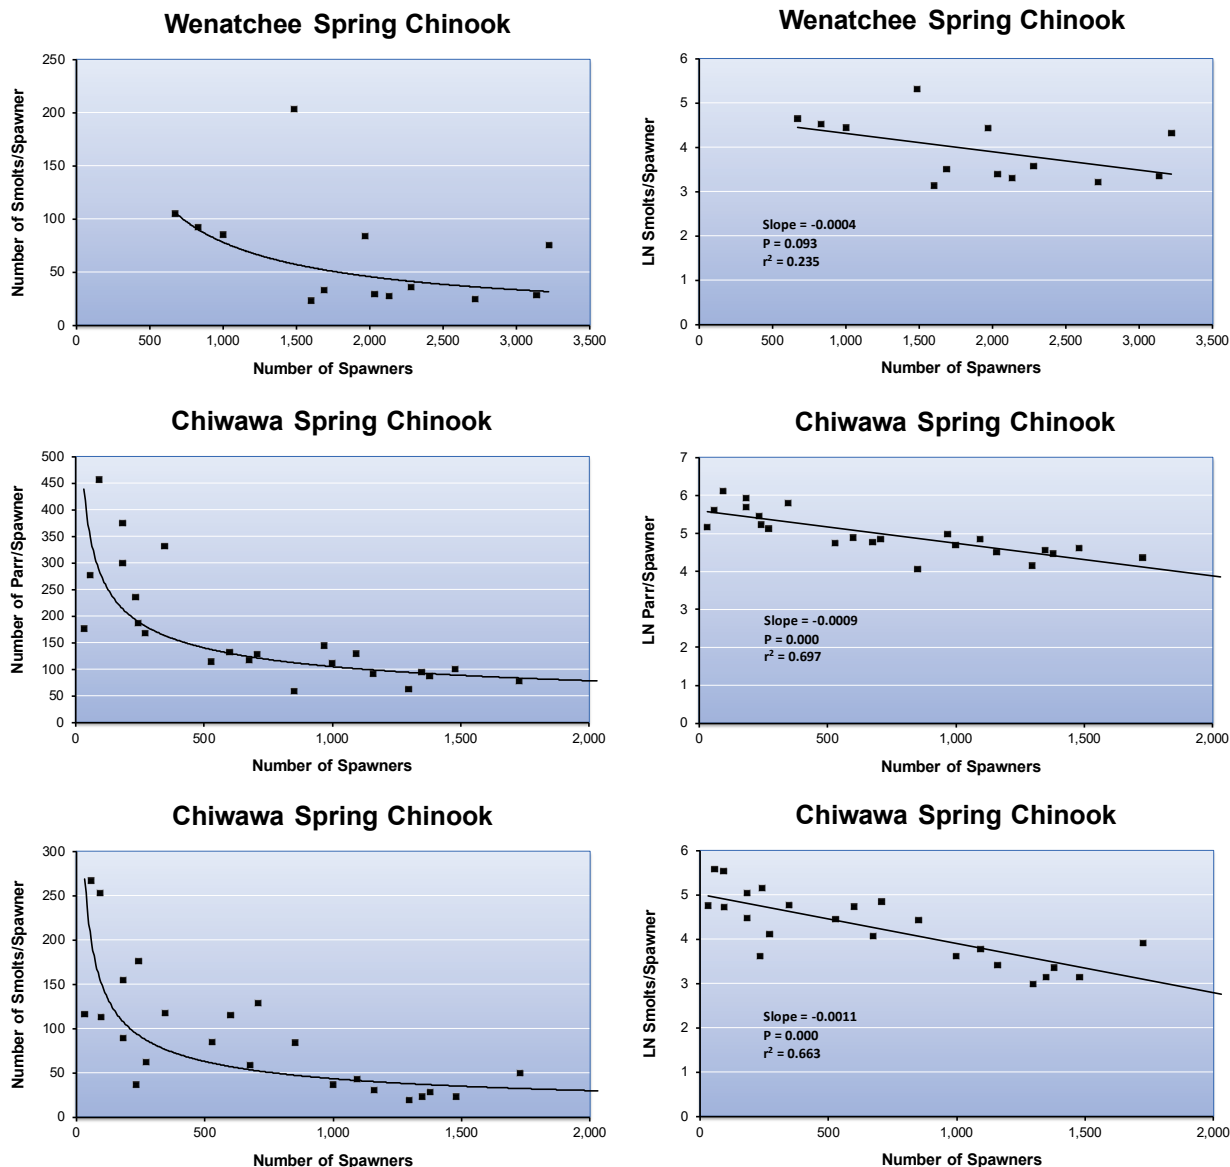 Wenatchee Spring Chinook
Number of Smolts/Spawner
250
200
150
100
50
0
0 500 1,000 1,500 2,000 2,500 3,000 3,500
Number of Spawners
Wenatchee Spring Chinook
LN Smolts/Spawner
6
5
4
3
2
1
0
Slope = -0.0004
P = 0.093
r² = 0.235
0 500 1,000 1,500 2,000 2,500 3,000 3,500
Number of Spawners
Chiwawa Spring Chinook
Number of Parr/Spawner
500
450
400
350
300
250
200
150
100
50
0
0 500 1,000 1,500 2,000
Number of Spawners
Chiwawa Spring Chinook
LN Parr/Spawner
7
6
5
4
3
2
1
0
Slope = -0.0009
P = 0.000
r² = 0.697
0 500 1,000 1,500 2,000
Number of Spawners
Chiwawa Spring Chinook
Number of Smolts/Spawner
300
250
200
150
100
50
0
0 500 1,000 1,500 2,000
Number of Spawners
Chiwawa Spring Chinook
LN Smolts/Spawner
6
5
4
3
2
1
0
Slope = -0.0011
P = 0.000
r² = 0.663
0 500 1,000 1,500 2,000
Number of Spawners